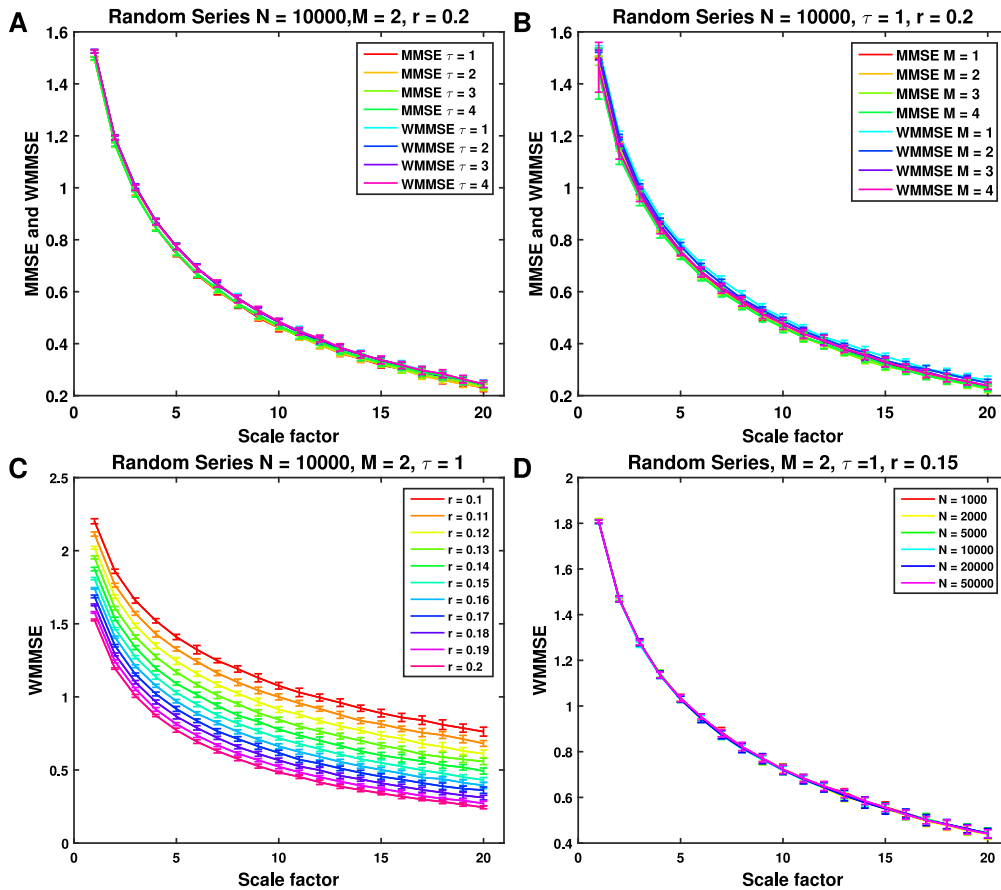 A
Random Series N = 10000,M = 2, r = 0.2
MMSE and WMMSE
1.6
1.4
1.2
1
0.8
0.6
0.4
0.2
0
5
10
15
20
Scale factor
MMSE τ = 1
MMSE τ = 2
MMSE τ = 3
MMSE τ = 4
WMMSE τ = 1
WMMSE τ = 2
WMMSE τ = 3
WMMSE τ = 4
B
Random Series N = 10000, τ = 1, r = 0.2
MMSE and WMMSE
1.6
1.4
1.2
1
0.8
0.6
0.4
0.2
0
5
10
15
20
Scale factor
MMSE M = 1
MMSE M = 2
MMSE M = 3
MMSE M = 4
WMMSE M = 1
WMMSE M = 2
WMMSE M = 3
WMMSE M = 4
C
Random Series N = 10000, M = 2, τ = 1
WMMSE
2.5
2
1.5
1
0.5
0
0
5
10
15
20
Scale factor
r = 0.1
r = 0.11
r = 0.12
r = 0.13
r = 0.14
r = 0.15
r = 0.16
r = 0.17
r = 0.18
r = 0.19
r = 0.2
D
Random Series, M = 2, τ =1, r = 0.15
WMMSE
2
1.8
1.6
1.4
1.2
1
0.8
0.6
0.4
0
5
10
15
20
Scale factor
N = 1000
N = 2000
N = 5000
N = 10000
N = 20000
N = 50000